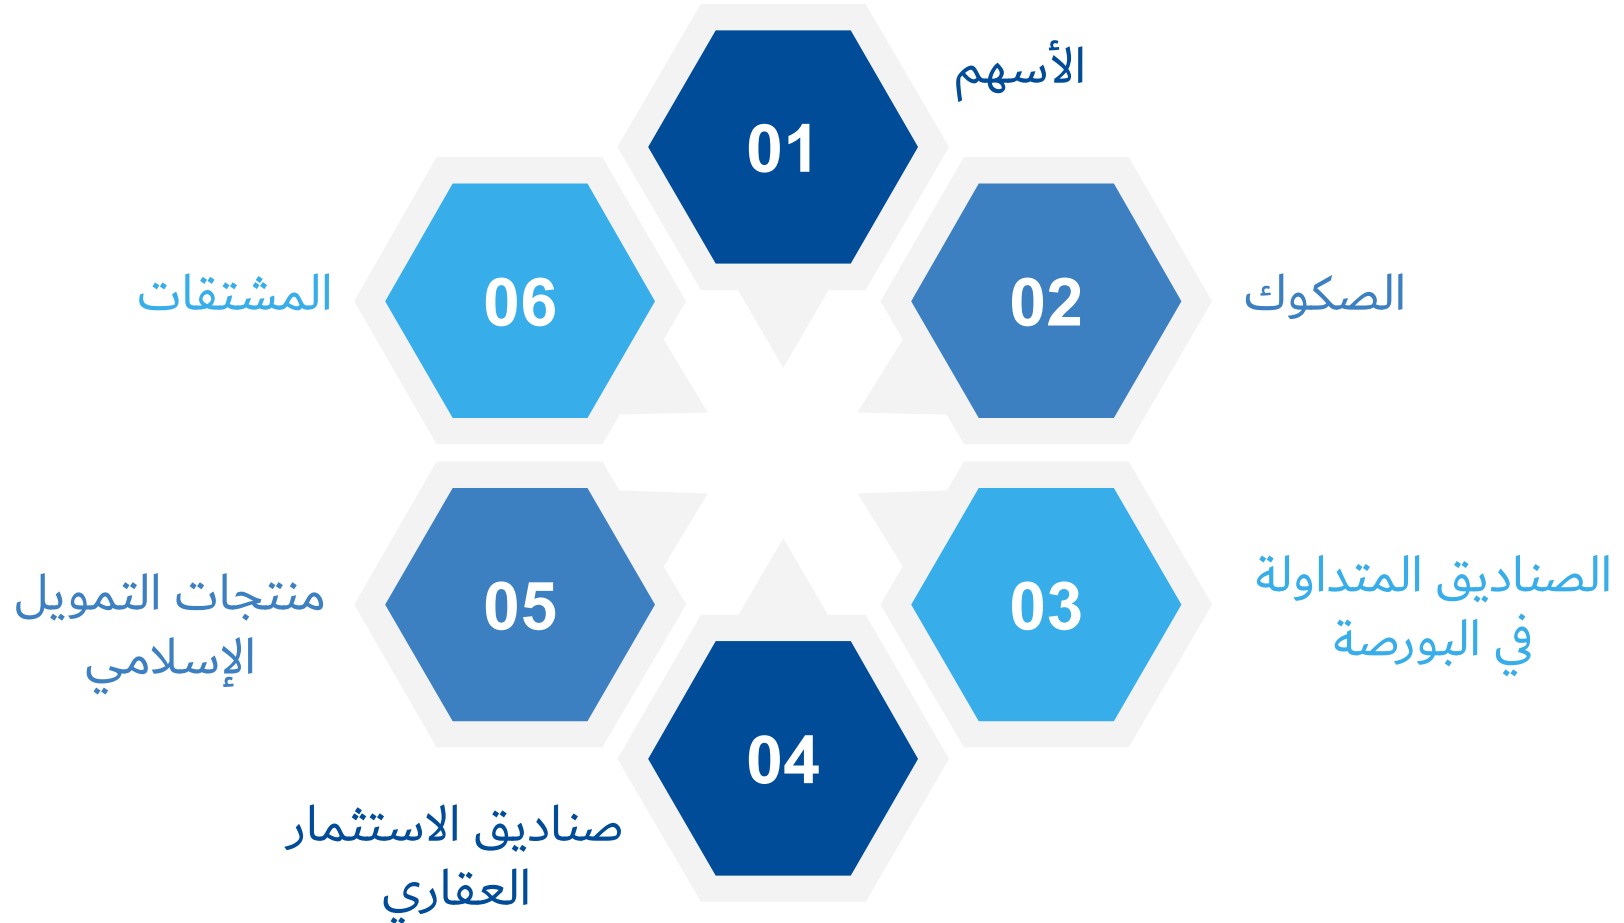 01
الأسهم
02
الصكوك
03
الصناديق المتداولة
في البورصة
04
صناديق الاستثمار
العقاري
05
منتجات التمويل
الإسلامي
06
المشتقات